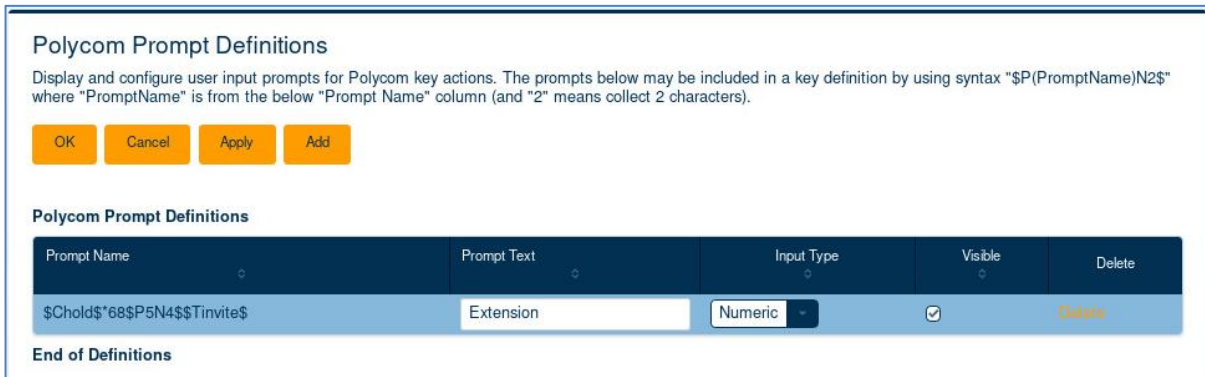 Polycom Prompt Definitions
Display and configure user input prompts for Polycom key actions. The prompts below may be included in a key definition by using syntax "$P(PromptName)N2$"
where "PromptName" is from the below "Prompt Name" column (and "2" means collect 2 characters).
OK Cancel Apply Add
Polycom Prompt Definitions
Prompt Name Prompt Text Input Type Visible Delete
$Chold$*68$P5N4$$Tinvite$ Extension Numeric Delete
End of Definitions